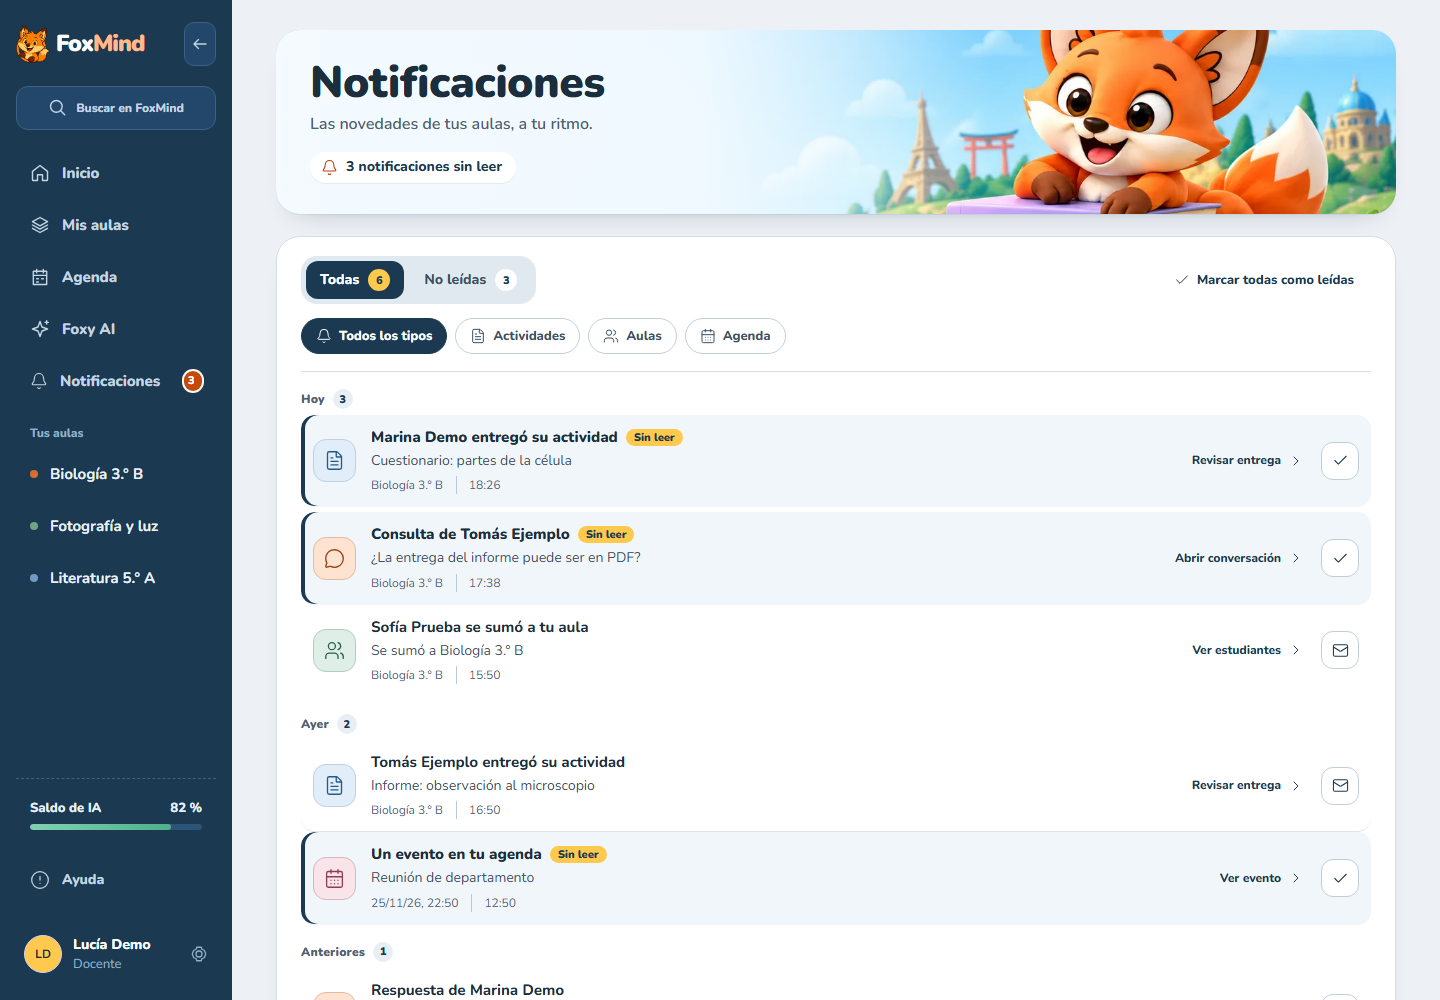 FoxMind
Buscar en FoxMind
Inicio
Mis aulas
Agenda
Foxy AI
Notificaciones 3
Tus aulas
Biología 3.° B
Fotografía y luz
Literatura 5.° A
Saldo de IA 82 %
Ayuda
LD
Lucía Demo
Docente
Notificaciones
Las novedades de tus aulas, a tu ritmo.
3 notificaciones sin leer
Todas 6 No leídas 3
Marcar todas como leídas
Todos los tipos Actividades Aulas Agenda
Hoy 3
Marina Demo entregó su actividad Sin leer
Cuestionario: partes de la célula
Biología 3.° B 18:26
Revisar entrega
Consulta de Tomás Ejemplo Sin leer
¿La entrega del informe puede ser en PDF?
Biología 3.° B 17:38
Abrir conversación
Sofía Prueba se sumó a tu aula
Se sumó a Biología 3.° B
Biología 3.° B 15:50
Ver estudiantes
Ayer 2
Tomás Ejemplo entregó su actividad
Informe: observación al microscopio
Biología 3.° B 16:50
Revisar entrega
Un evento en tu agenda Sin leer
Reunión de departamento
25/11/26, 22:50 12:50
Ver evento
Anteriores 1
Respuesta de Marina Demo